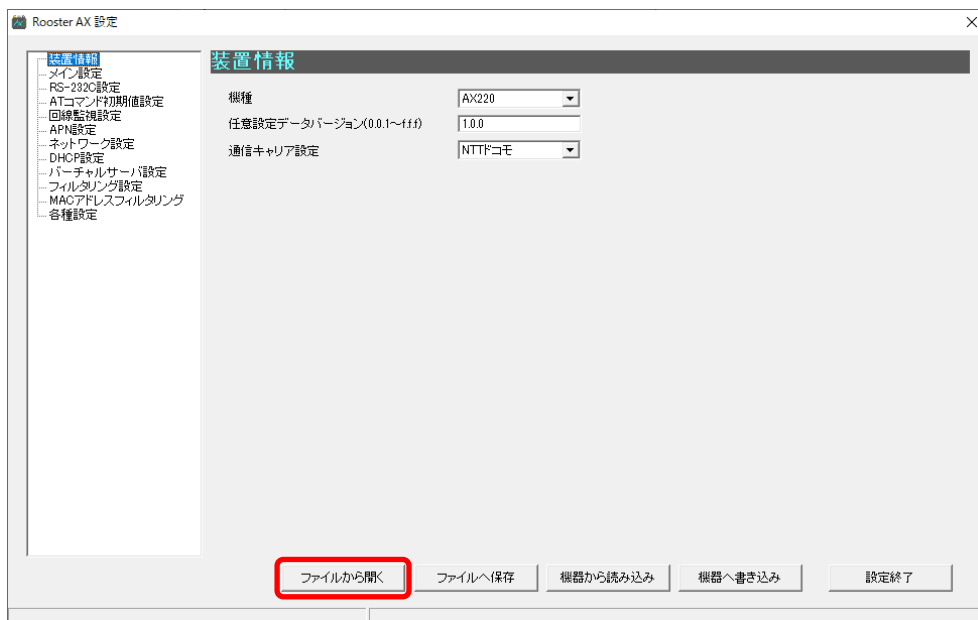 Rooster AX 設定
装置情報
メイン設定
RS-232C設定
ATコマンド初期値設定
回線監視設定
APN設定
ネットワーク設定
DHCP設定
バーチャルサーバ設定
フィルタリング設定
MACアドレスフィルタリング
各種設定
装置情報
機種 AX220
任意設定データバージョン(0.0.1～f.f.f) 1.0.0
通信キャリア設定 NTTドコモ
ファイルから開く ファイルへ保存 機器から読み込み 機器へ書き込み 設定終了